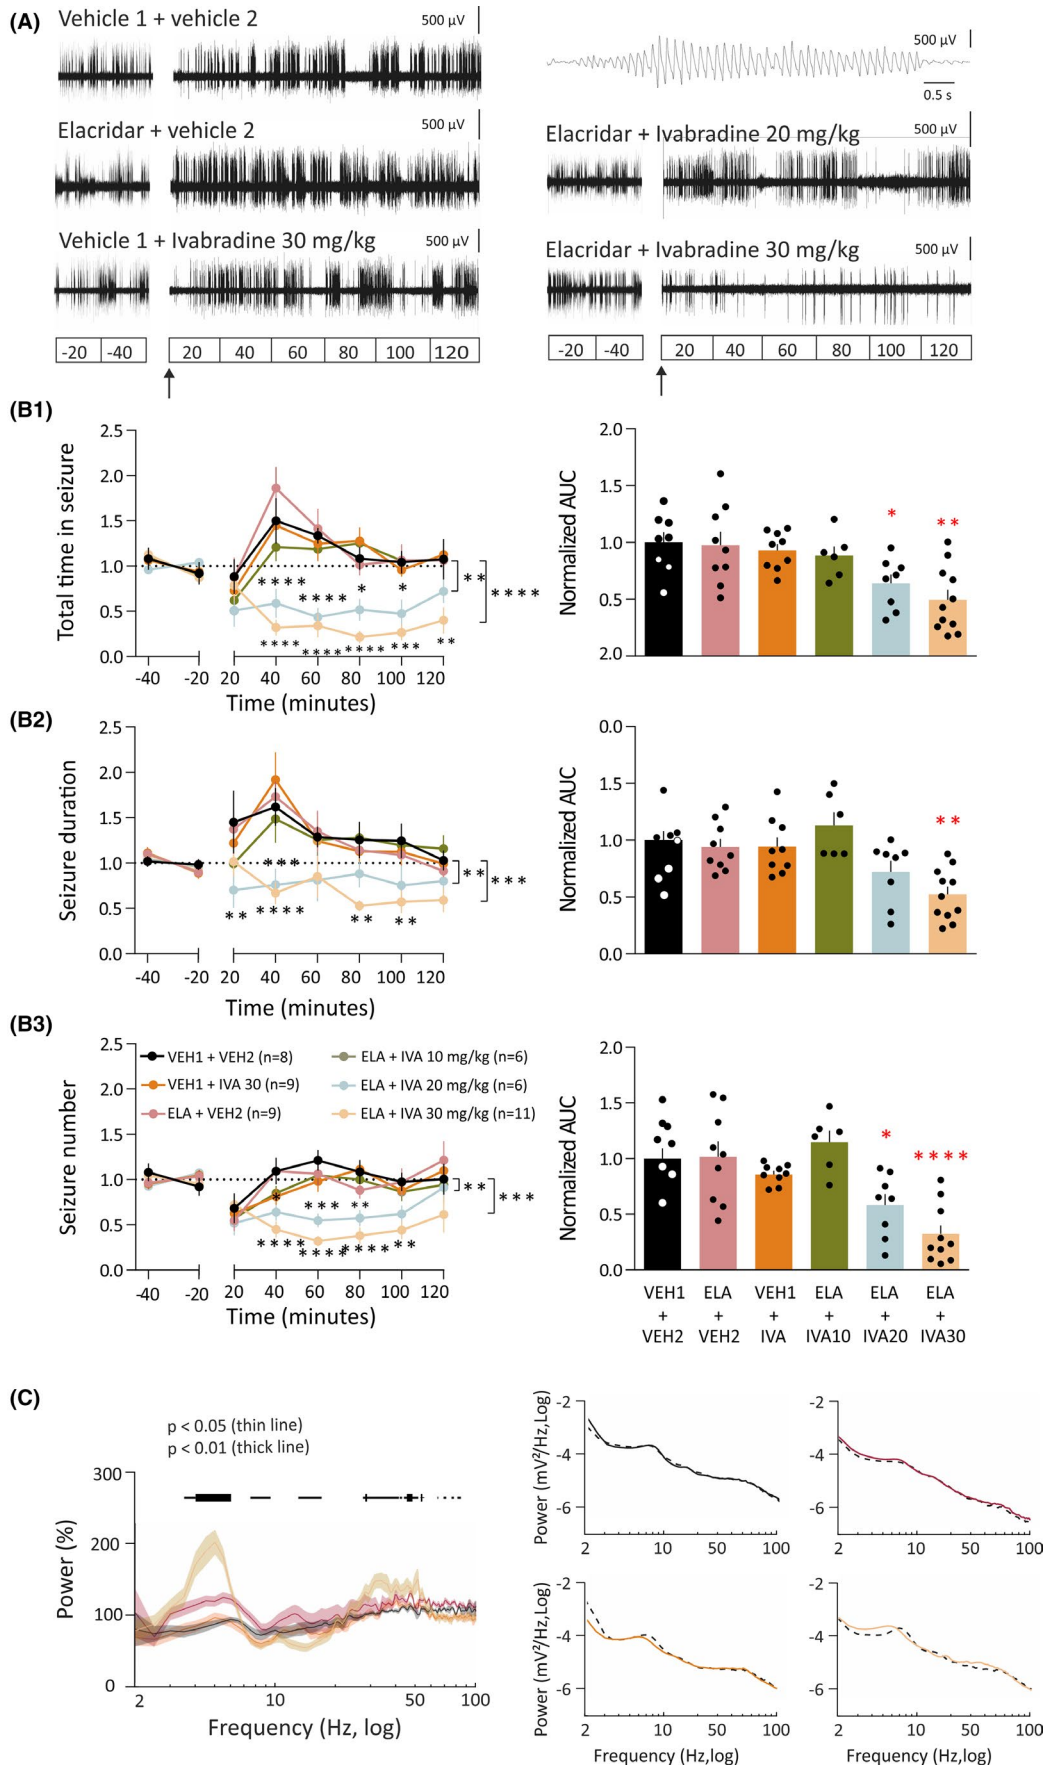 (A)
Vehicle 1 + vehicle 2
500 µV
500 µV
0.5 s
Elacridar + vehicle 2
500 µV
Elacridar + Ivabradine 20 mg/kg
500 µV
Vehicle 1 + Ivabradine 30 mg/kg
500 µV
Elacridar + Ivabradine 30 mg/kg
500 µV
-20 -40 20 40 60 80 100 120
-20 -40 20 40 60 80 100 120
(B1)
Total time in seizure
2.5
2.0
1.5
1.0
0.5
0.0
**** **** * *
**** **** **** *** **
** ****
-40 -20 20 40 60 80 100 120
Time (minutes)
Normalized AUC
2.0
1.5
1.0
0.5
2.0
* **
(B2)
Seizure duration
2.5
2.0
1.5
1.0
0.5
0.0
***
** **** ** **
** ***
-40 -20 20 40 60 80 100 120
Time (minutes)
Normalized AUC
0.0
1.5
1.0
0.5
0.0
**
(B3)
Seizure number
2.5
2.0
1.5
1.0
0.5
0.0
VEH1 + VEH2 (n=8)
VEH1 + IVA 30 (n=9)
ELA + VEH2 (n=9)
ELA + IVA 10 mg/kg (n=6)
ELA + IVA 20 mg/kg (n=6)
ELA + IVA 30 mg/kg (n=11)
* *** **
**** **** **** **
** ***
-40 -20 20 40 60 80 100 120
Time (minutes)
Normalized AUC
2.0
1.5
1.0
0.5
0.0
* ****
VEH1 ELA VEH1 ELA ELA ELA
+ + + + + +
VEH2 VEH2 IVA IVA10 IVA20 IVA30
(C)
p < 0.05 (thin line)
p < 0.01 (thick line)
Power (%)
300
200
100
0
2 10 50 100
Frequency (Hz, log)
Power (mV²/Hz,Log)
-2
-4
-6
2 10 50 100
-2
-4
-6
2 10 50 100
Power (mV²/Hz,Log)
-2
-4
-6
2 10 50 100
Frequency (Hz,log)
-2
-4
-6
2 10 50 100
Frequency (Hz,log)